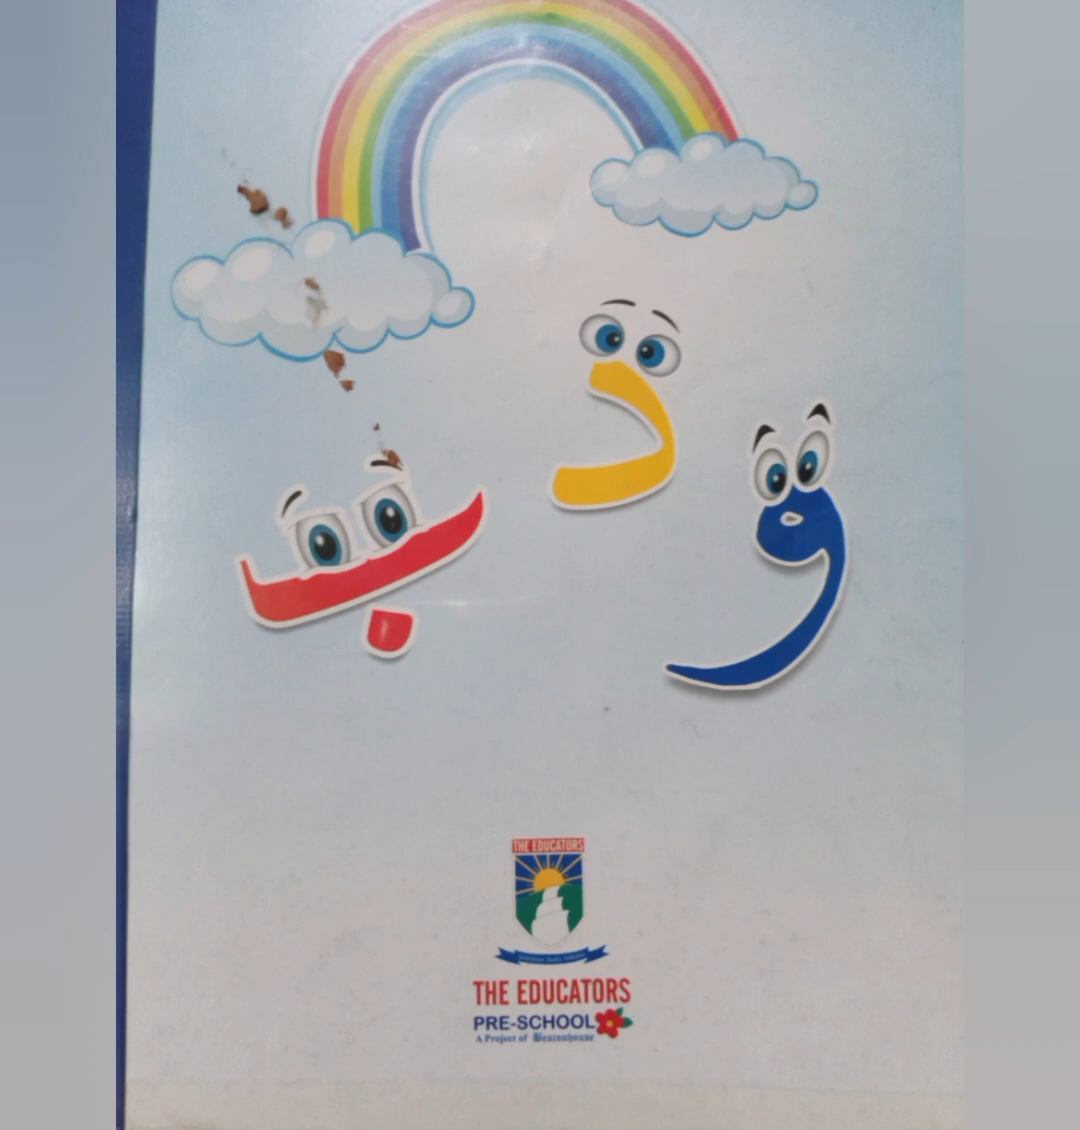 ب
د
و
THE EDUCATORS
THE EDUCATORS
PRE-SCHOOL
A Project of Beaconhouse